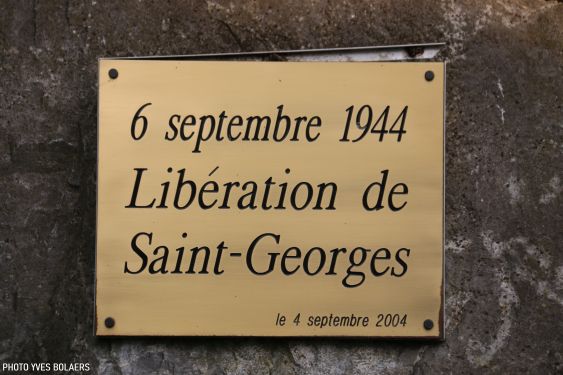 6 septembre 1944
Libération de
Saint-Georges
le 4 septembre 2004
PHOTO YVES BOLAERS